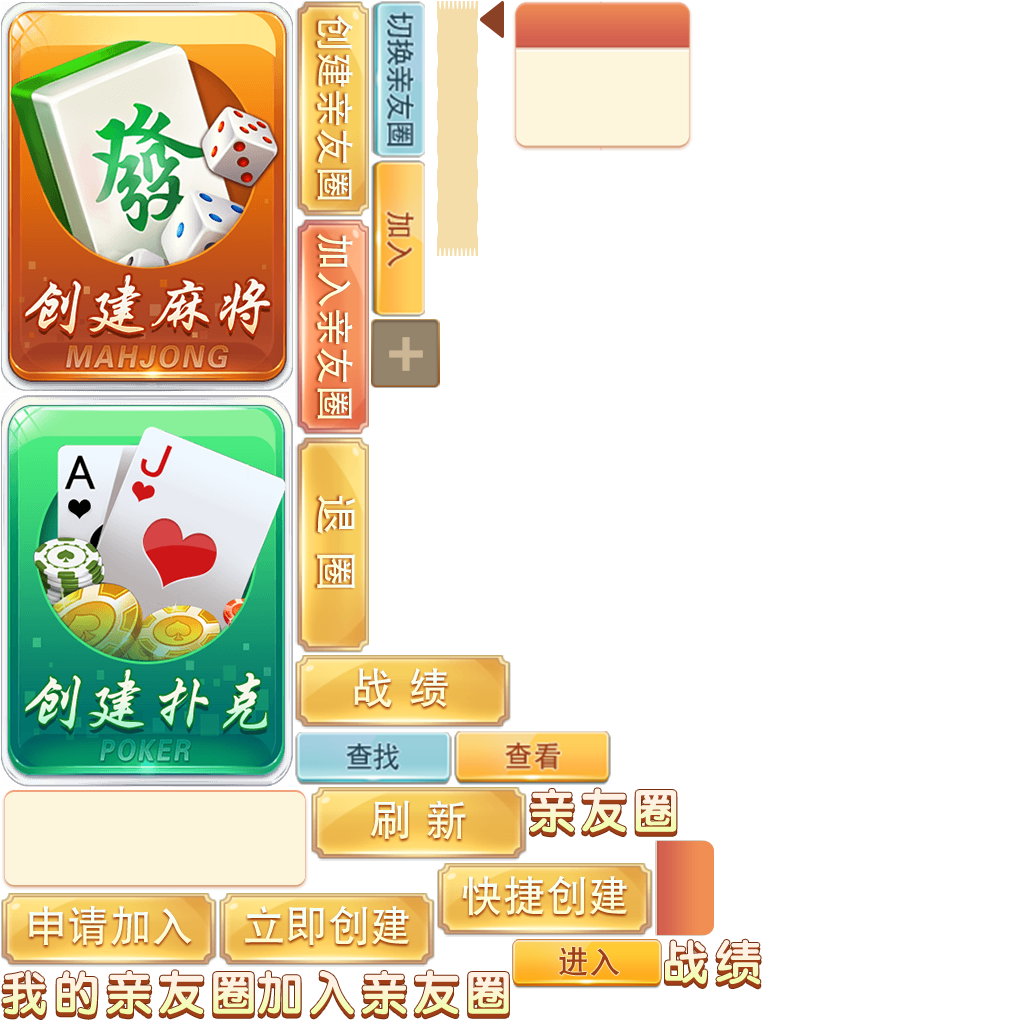 發
创建麻将
MAHJONG
创建亲友圈
切换亲友圈
加入
加入亲友圈
A
J
创建扑克
POKER
退圈
战绩
查找
查看
刷新
亲友圈
快捷创建
申请加入
立即创建
进入
战绩
我的亲友圈
加入亲友圈